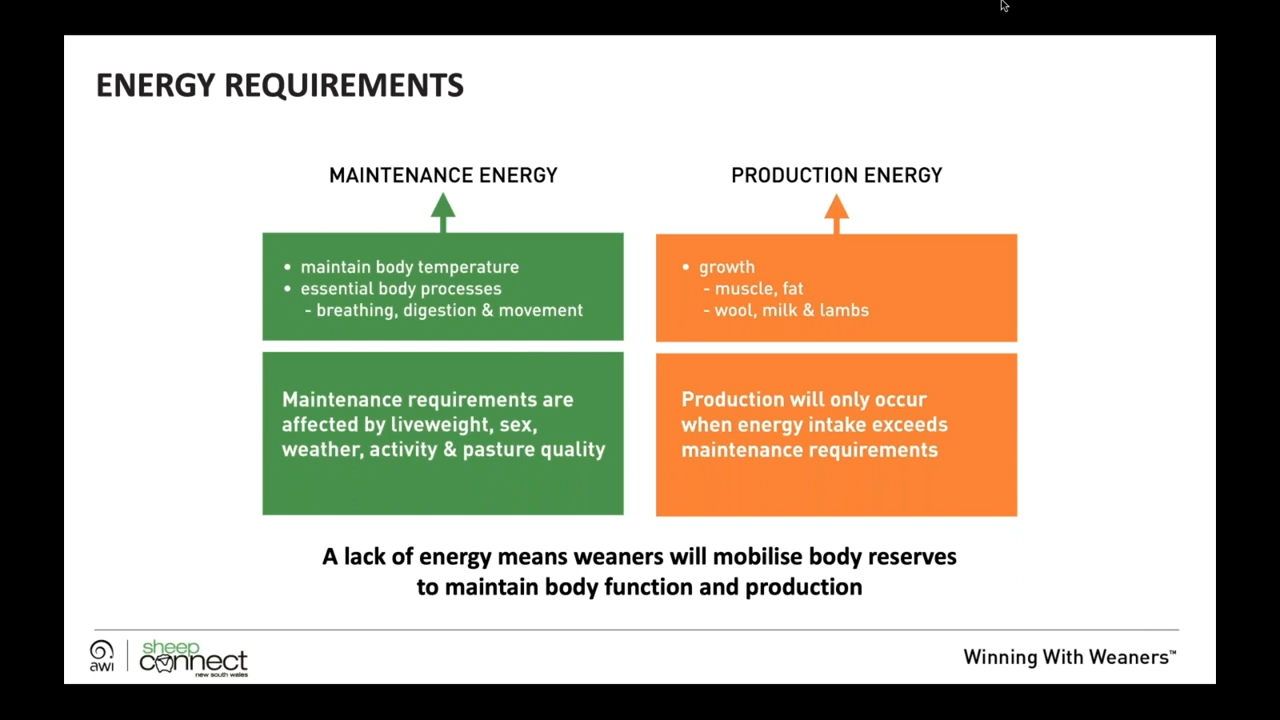 ENERGY REQUIREMENTS
MAINTENANCE ENERGY
• maintain body temperature
• essential body processes
- breathing, digestion & movement
Maintenance requirements are
affected by liveweight, sex,
weather, activity & pasture quality
PRODUCTION ENERGY
• growth
- muscle, fat
- wool, milk & lambs
Production will only occur
when energy intake exceeds
maintenance requirements
A lack of energy means weaners will mobilise body reserves
to maintain body function and production
awi
sheep
connect
new south wales
Winning With Weaners™